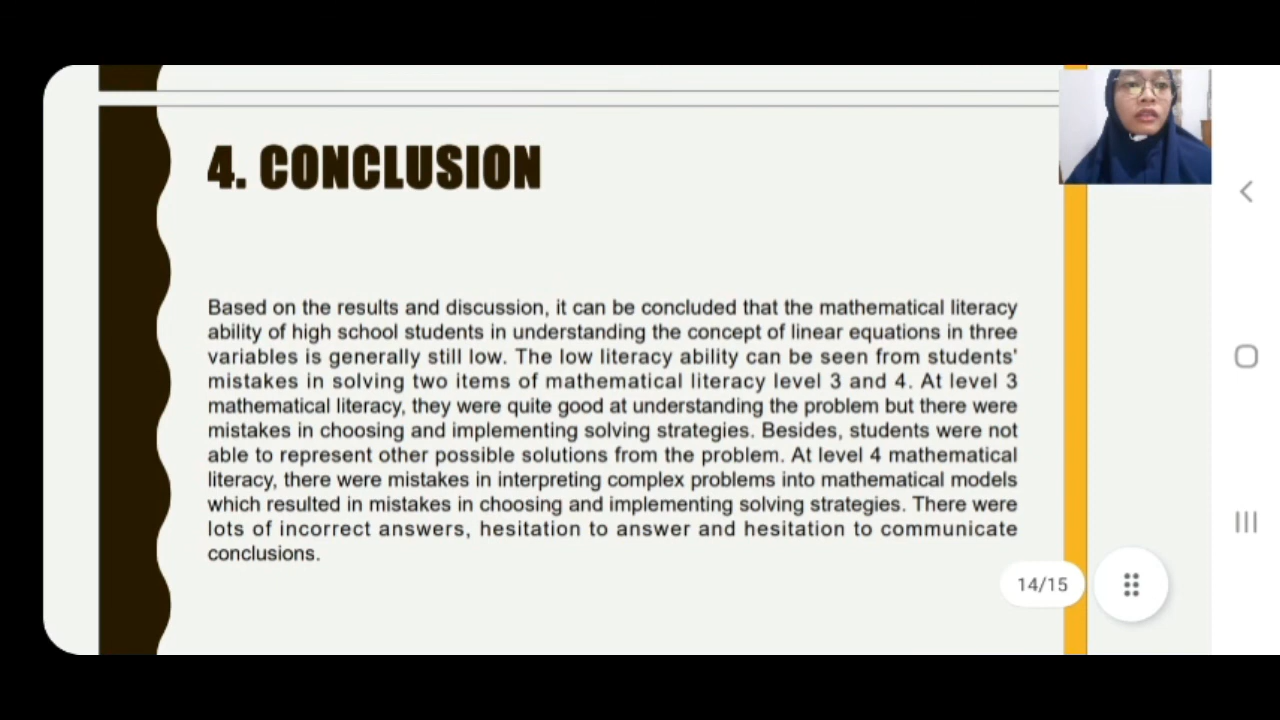 4. CONCLUSION
Based on the results and discussion, it can be concluded that the mathematical literacy
ability of high school students in understanding the concept of linear equations in three
variables is generally still low. The low literacy ability can be seen from students'
mistakes in solving two items of mathematical literacy level 3 and 4. At level 3
mathematical literacy, they were quite good at understanding the problem but there were
mistakes in choosing and implementing solving strategies. Besides, students were not
able to represent other possible solutions from the problem. At level 4 mathematical
literacy, there were mistakes in interpreting complex problems into mathematical models
which resulted in mistakes in choosing and implementing solving strategies. There were
lots of incorrect answers, hesitation to answer and hesitation to communicate
conclusions.
14/15